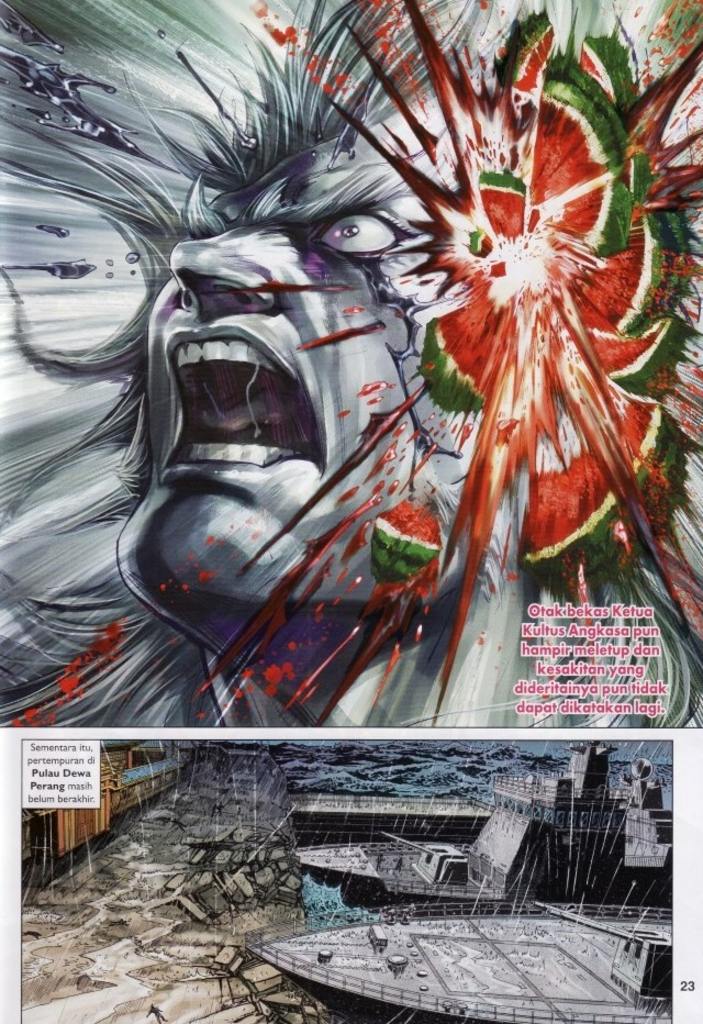 Otak bekas Ketua
Kultus Angkasa pun
hampir meletup dan
kesakitan yang
dideritainya pun tidak
dapat dikatakan lagi.
Sementara itu,
pertempuran di
Pulau Dewa
Perang masih
belum berakhir.
23